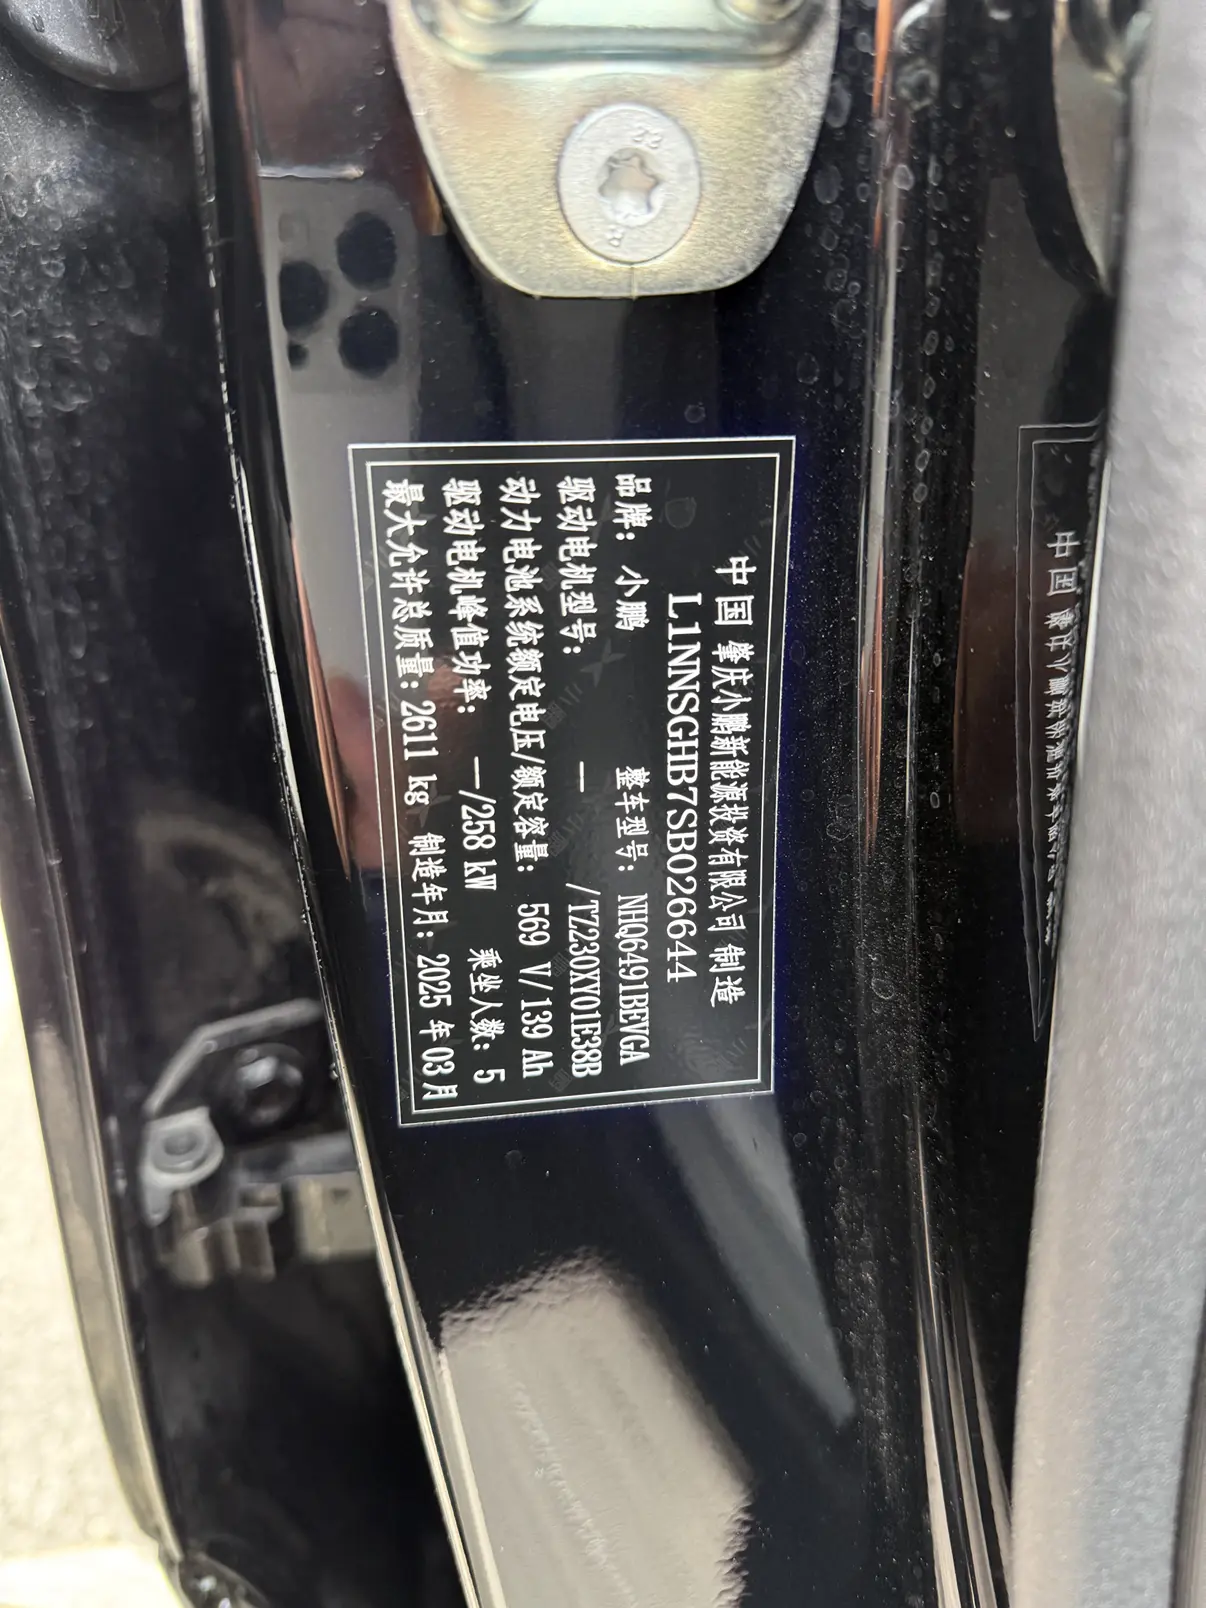 中国 肇庆小鹏新能源投资有限公司 制造
L1NNSGHB7SB026644
品牌：小鹏 整车型号：NHQ6491BEVGA
驱动电机型号： — /TZ230XY01E38B
动力电池系统额定电压/额定容量：569 V/139 Ah
驱动电机峰值功率：—/258 kW 乘坐人数：5
最大允许总质量：2611 kg 制造年月：2025 年 03 月